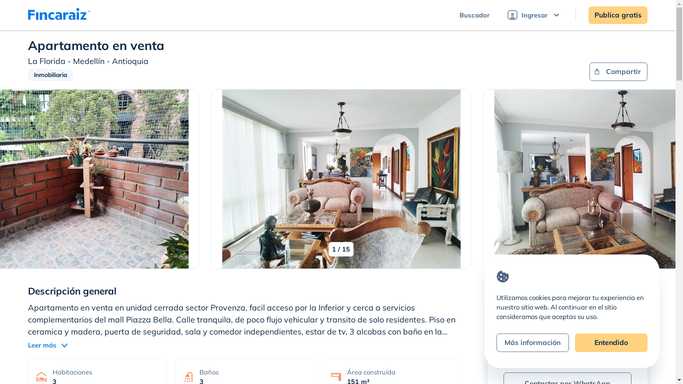 Fincaraiz
Buscador
Ingresar
Publica gratis
Apartamento en venta
La Florida - Medellín - Antioquia
Inmobiliaria
Compartir
1 / 15
Descripción general
Apartamento en venta en unidad cerrada sector Provenza, facil acceso por la Inferior y cerca a servicios
complementarios del mall Piazza Bella. Calle tranquila, de poco flujo vehicular y transito de solo residentes. Piso en
ceramica y madera, puerta de seguridad, sala y comedor independientes, estar de tv, 3 alcobas con baño en la...
Leer más
Habitaciones
3
Baños
3
Área construida
151 m²
Utilizamos cookies para mejorar tu experiencia en
nuestro sitio web. Al continuar en el sitio
consideramos que aceptas su uso.
Más información
Entendido
Contactar por WhatsApp